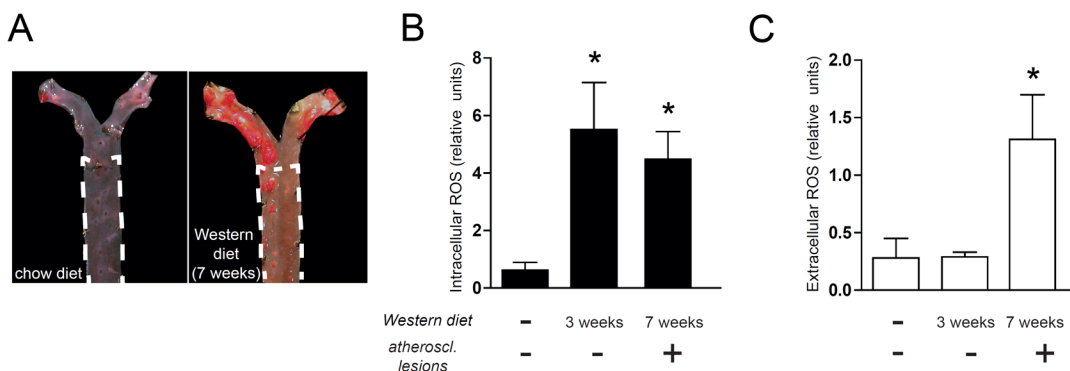 A
chow diet
Western
diet
(7 weeks)
B
Intracellular ROS (relative units)
8
6
4
2
0
*
*
Western diet
-
3 weeks
7 weeks
atheroscl.
lesions
-
-
+
C
Extracellular ROS (relative units)
2.0
1.5
1.0
0.5
0.0
*
-
3 weeks
7 weeks
-
-
+